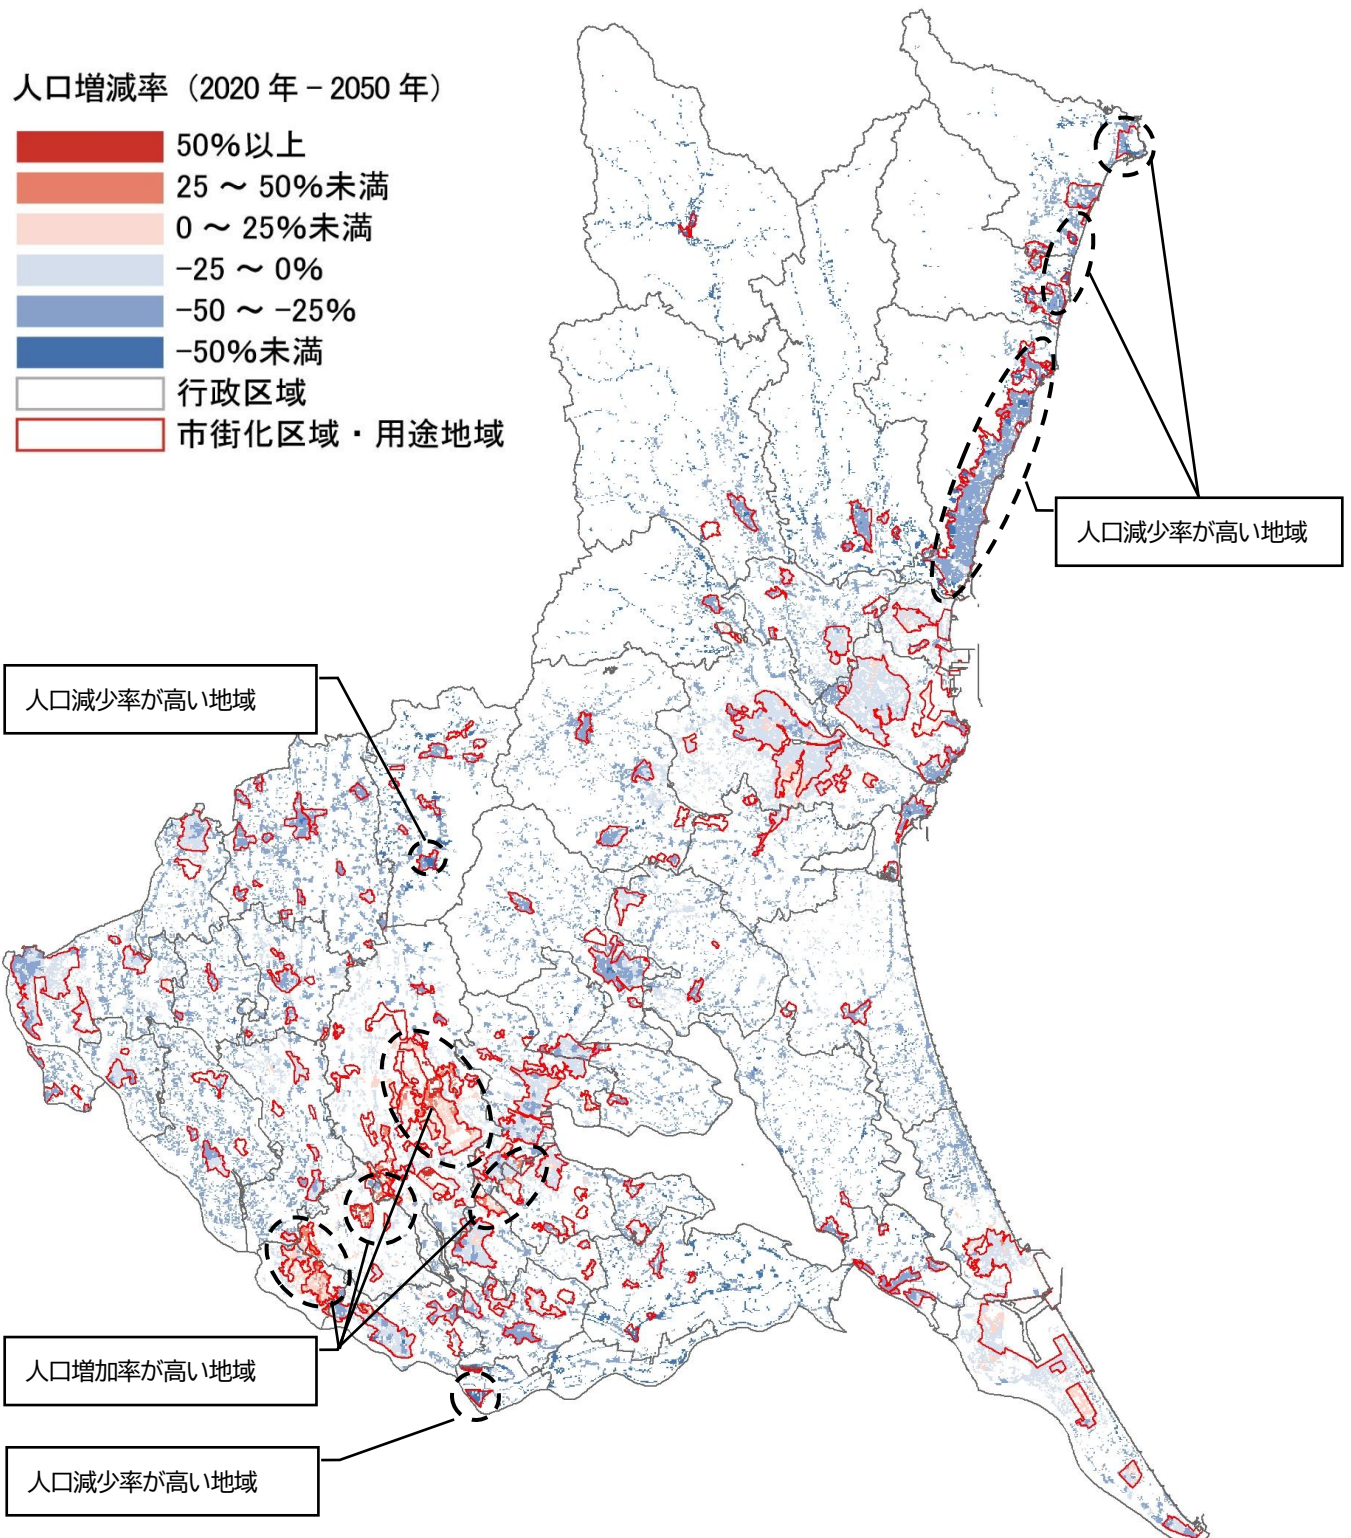 人口増減率（2020 年 – 2050 年）
50%以上
25 ～ 50%未満
0 ～ 25%未満
−25 ～ 0%
−50 ～ −25%
−50%未満
行政区域
市街化区域・用途地域
人口減少率が高い地域
人口減少率が高い地域
人口増加率が高い地域
人口減少率が高い地域